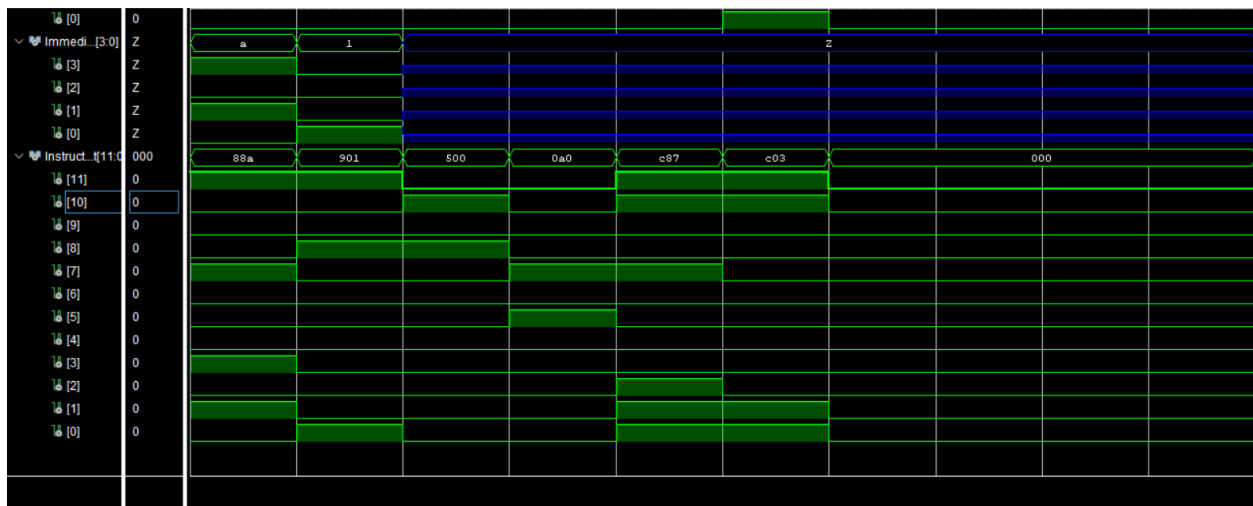 [0] 0
Immedi...[3:0] Z a 1 Z
[3] Z
[2] Z
[1] Z
[0] Z
Instruct...t[11:0 000 88a 901 500 0a0 c87 c03 000
[11] 0
[10] 0
[9] 0
[8] 0
[7] 0
[6] 0
[5] 0
[4] 0
[3] 0
[2] 0
[1] 0
[0] 0